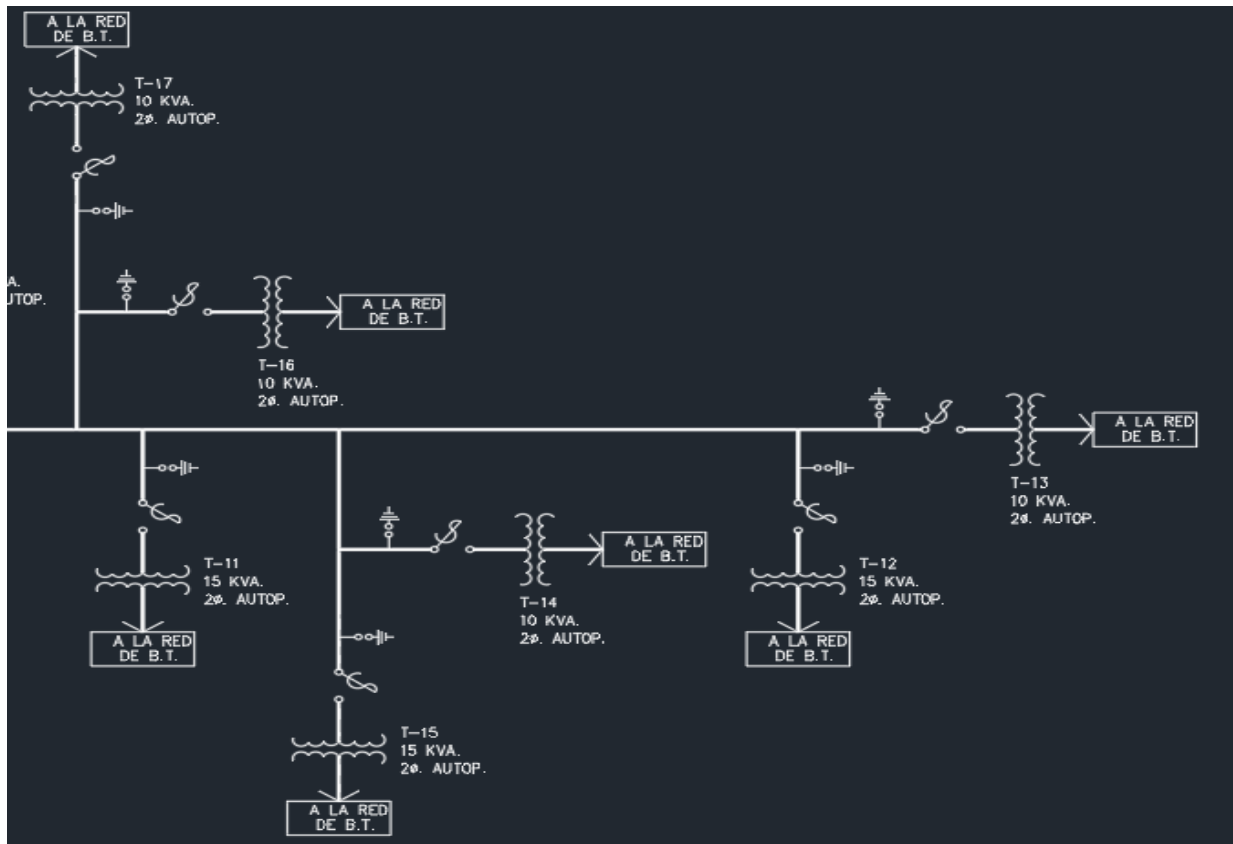 A LA RED
DE B.T.
T-17
10 KVA.
2ø. AUTOP.
A.
UTOP.
A LA RED
DE B.T.
T-16
10 KVA.
2ø. AUTOP.
A LA RED
DE B.T.
T-13
10 KVA.
2ø. AUTOP.
T-11
15 KVA.
2ø. AUTOP.
A LA RED
DE B.T.
A LA RED
DE B.T.
T-14
10 KVA.
2ø. AUTOP.
T-12
15 KVA.
2ø. AUTOP.
A LA RED
DE B.T.
T-15
15 KVA.
2ø. AUTOP.
A LA RED
DE B.T.